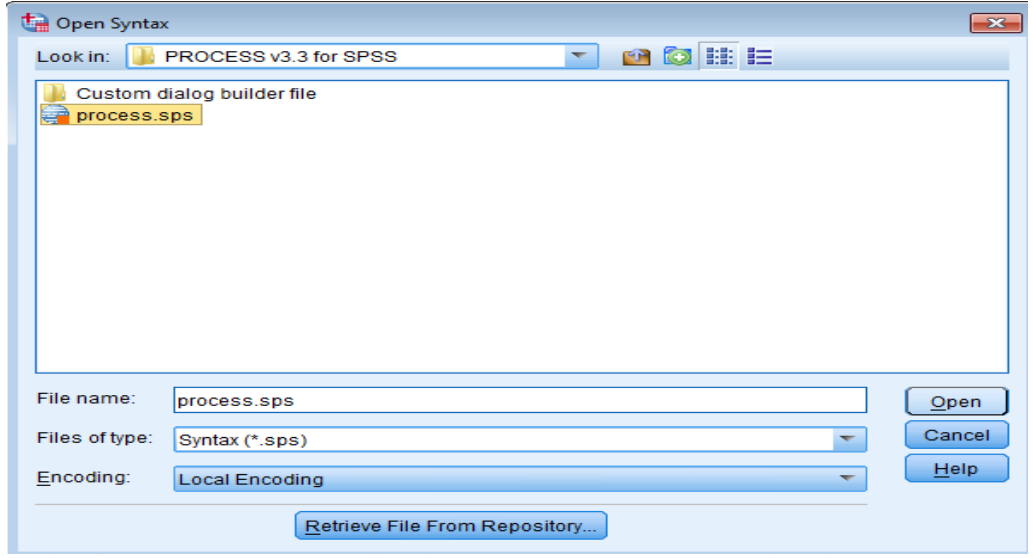 Open Syntax
Look in: PROCESS v3.3 for SPSS
Custom dialog builder file
process.sps
File name: process.sps
Open
Files of type: Syntax (*.sps)
Cancel
Encoding: Local Encoding
Help
Retrieve File From Repository...